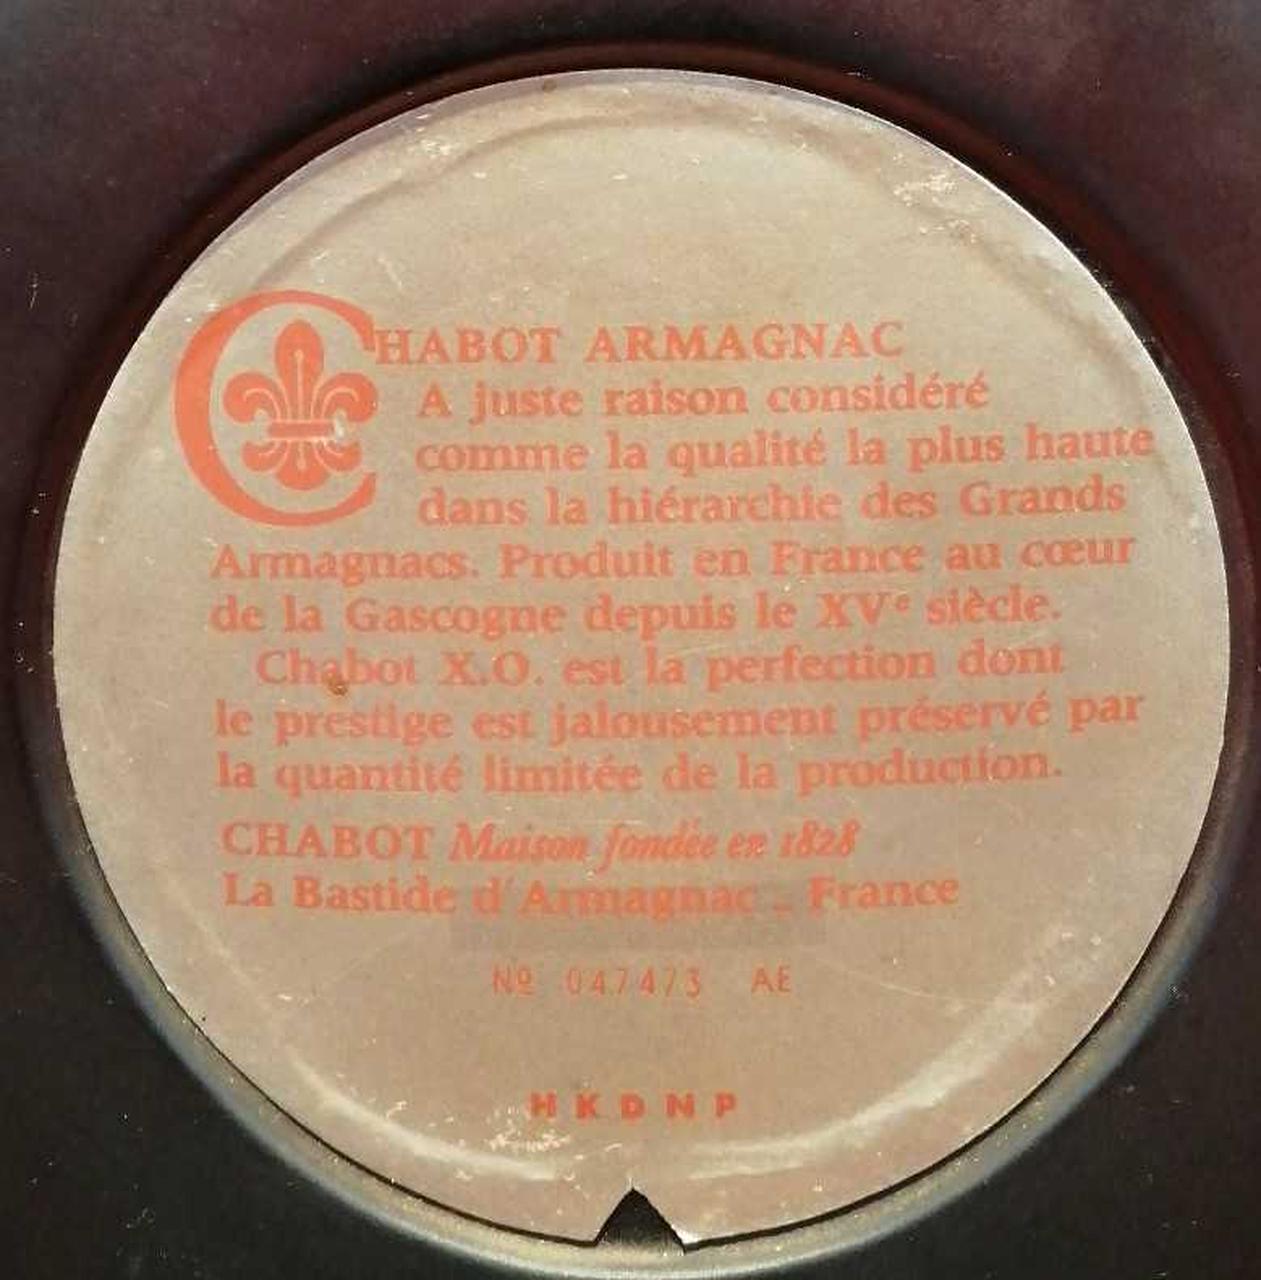 CHABOT ARMAGNAC
A juste raison considéré
comme la qualité la plus haute
dans la hiérarchie des Grands
Armagnacs. Produit en France au cœur
de la Gascogne depuis le XVᵉ siècle.
Chabot X.O. est la perfection dont
le prestige est jalousement préservé par
la quantité limitée de la production.
CHABOT Maison fondée en 1828
La Bastide d'Armagnac - France
Nº 047473 AE
HKDNP